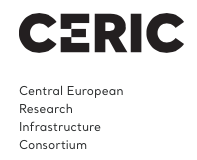 CERIC
Central European
Research
Infrastructure
Consortium